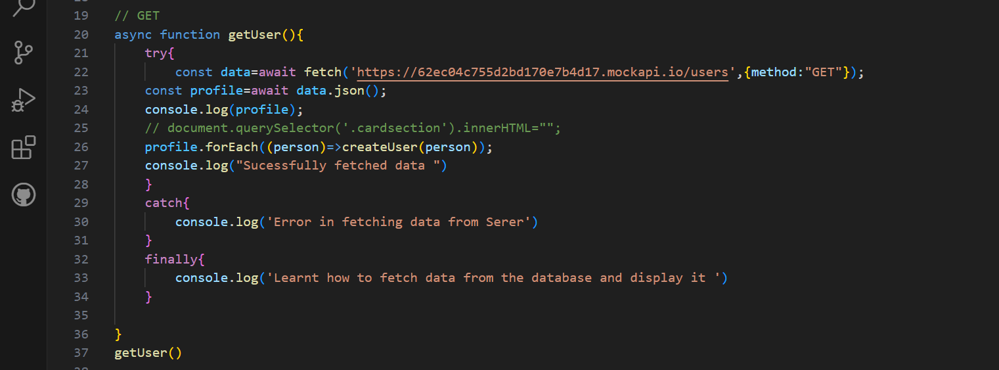 19 // GET
20 async function getUser(){
21     try{
22         const data=await fetch('https://62ec04c755d2bd170e7b4d17.mockapi.io/users',{method:"GET"});
23     const profile=await data.json();
24     console.log(profile);
25     // document.querySelector('.cardsection').innerHTML="";
26     profile.forEach((person)=>createUser(person));
27     console.log("Sucessfully fetched data ")
28     }
29     catch{
30         console.log('Error in fetching data from Serer')
31     }
32     finally{
33         console.log('Learnt how to fetch data from the database and display it ')
34     }
35
36 }
37 getUser()